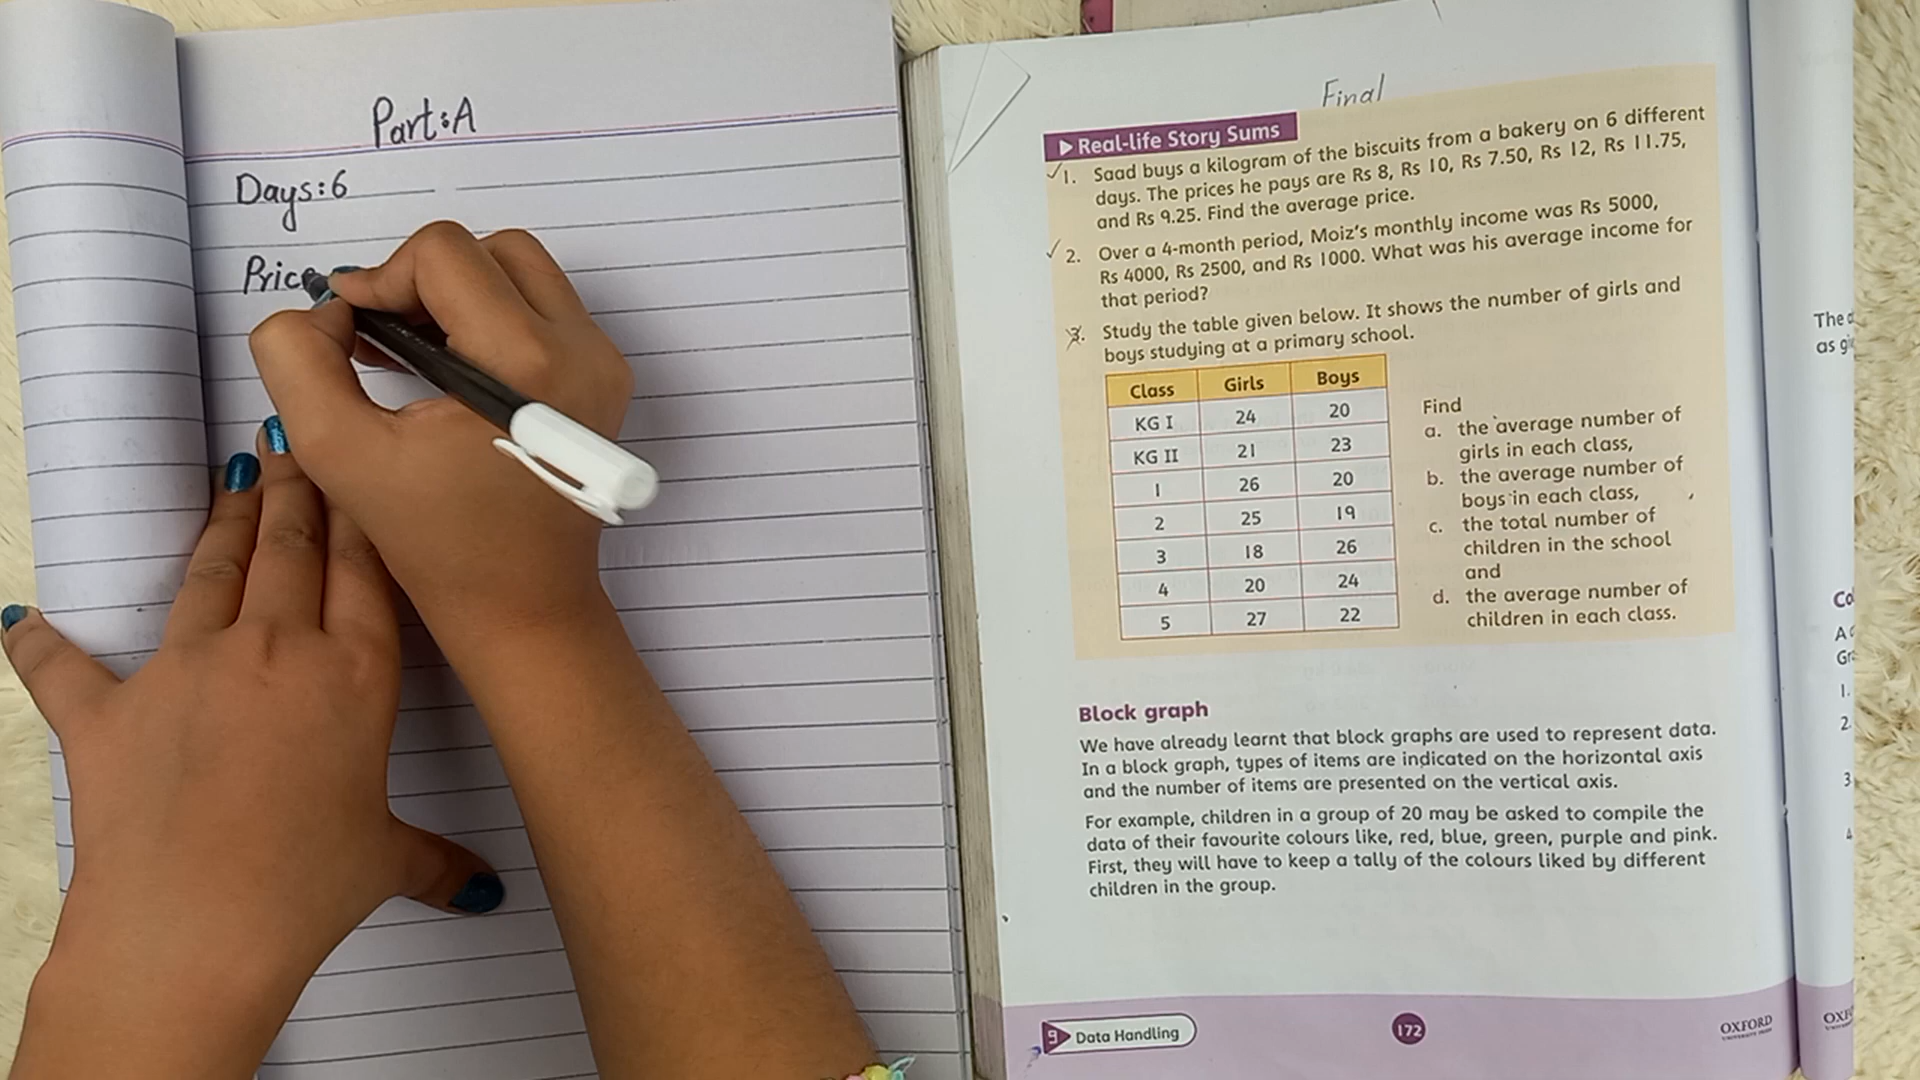 Part:A
Days:6
Price
Final
Real-life Story Sums
1. Saad buys a kilogram of the biscuits from a bakery on 6 different
days. The prices he pays are Rs 8, Rs 10, Rs 7.50, Rs 12, Rs 11.75,
and Rs 9.25. Find the average price.
2. Over a 4-month period, Moiz's monthly income was Rs 5000,
Rs 4000, Rs 2500, and Rs 1000. What was his average income for
that period?
3. Study the table given below. It shows the number of girls and
boys studying at a primary school.
Class Girls Boys
KG I 24 20
KG II 21 23
1 26 20
2 25 19
3 18 26
4 20 24
5 27 22
Find
a. the average number of
girls in each class,
b. the average number of
boys in each class,
c. the total number of
children in the school
and
d. the average number of
children in each class.
Block graph
We have already learnt that block graphs are used to represent data.
In a block graph, types of items are indicated on the horizontal axis
and the number of items are presented on the vertical axis.
For example, children in a group of 20 may be asked to compile the
data of their favourite colours like, red, blue, green, purple and pink.
First, they will have to keep a tally of the colours liked by different
children in the group.
9 Data Handling
172
OXFORD
UNIVERSITY PRESS
The
as
1.
2.
3
4